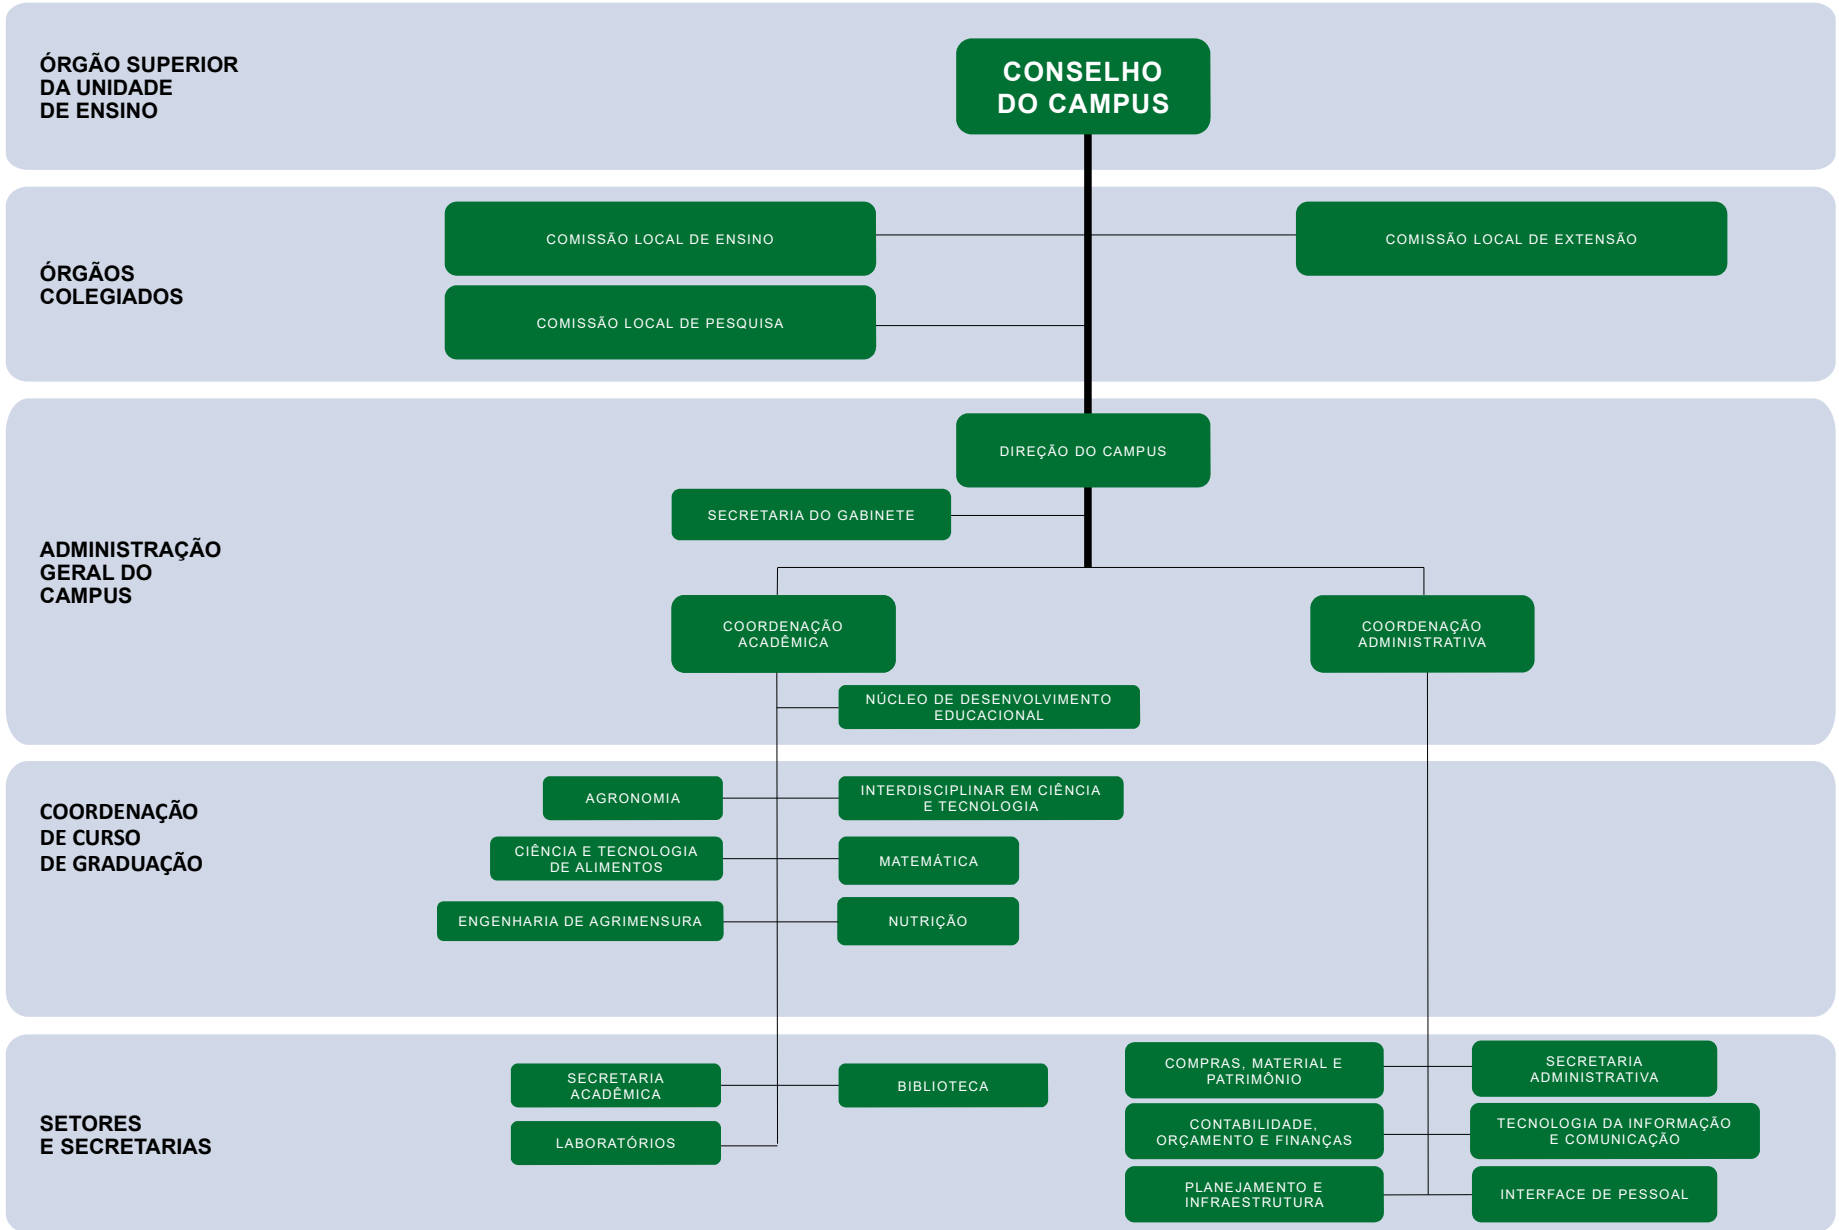 ÓRGÃO SUPERIOR
DA UNIDADE
DE ENSINO
CONSELHO
DO CAMPUS
ÓRGÃOS
COLEGIADOS
COMISSÃO LOCAL DE ENSINO
COMISSÃO LOCAL DE EXTENSÃO
COMISSÃO LOCAL DE PESQUISA
ADMINISTRAÇÃO
GERAL DO
CAMPUS
DIREÇÃO DO CAMPUS
SECRETARIA DO GABINETE
COORDENAÇÃO
ACADÊMICA
COORDENAÇÃO
ADMINISTRATIVA
NÚCLEO DE DESENVOLVIMENTO
EDUCACIONAL
COORDENAÇÃO
DE CURSO
DE GRADUAÇÃO
AGRONOMIA
INTERDISCIPLINAR EM CIÊNCIA
E TECNOLOGIA
CIÊNCIA E TECNOLOGIA
DE ALIMENTOS
MATEMÁTICA
ENGENHARIA DE AGRIMENSURA
NUTRIÇÃO
SETORES
E SECRETARIAS
SECRETARIA
ACADÊMICA
BIBLIOTECA
LABORATÓRIOS
COMPRAS, MATERIAL E
PATRIMÔNIO
SECRETARIA
ADMINISTRATIVA
CONTABILIDADE,
ORÇAMENTO E FINANÇAS
TECNOLOGIA DA INFORMAÇÃO
E COMUNICAÇÃO
PLANEJAMENTO E
INFRAESTRUTURA
INTERFACE DE PESSOAL